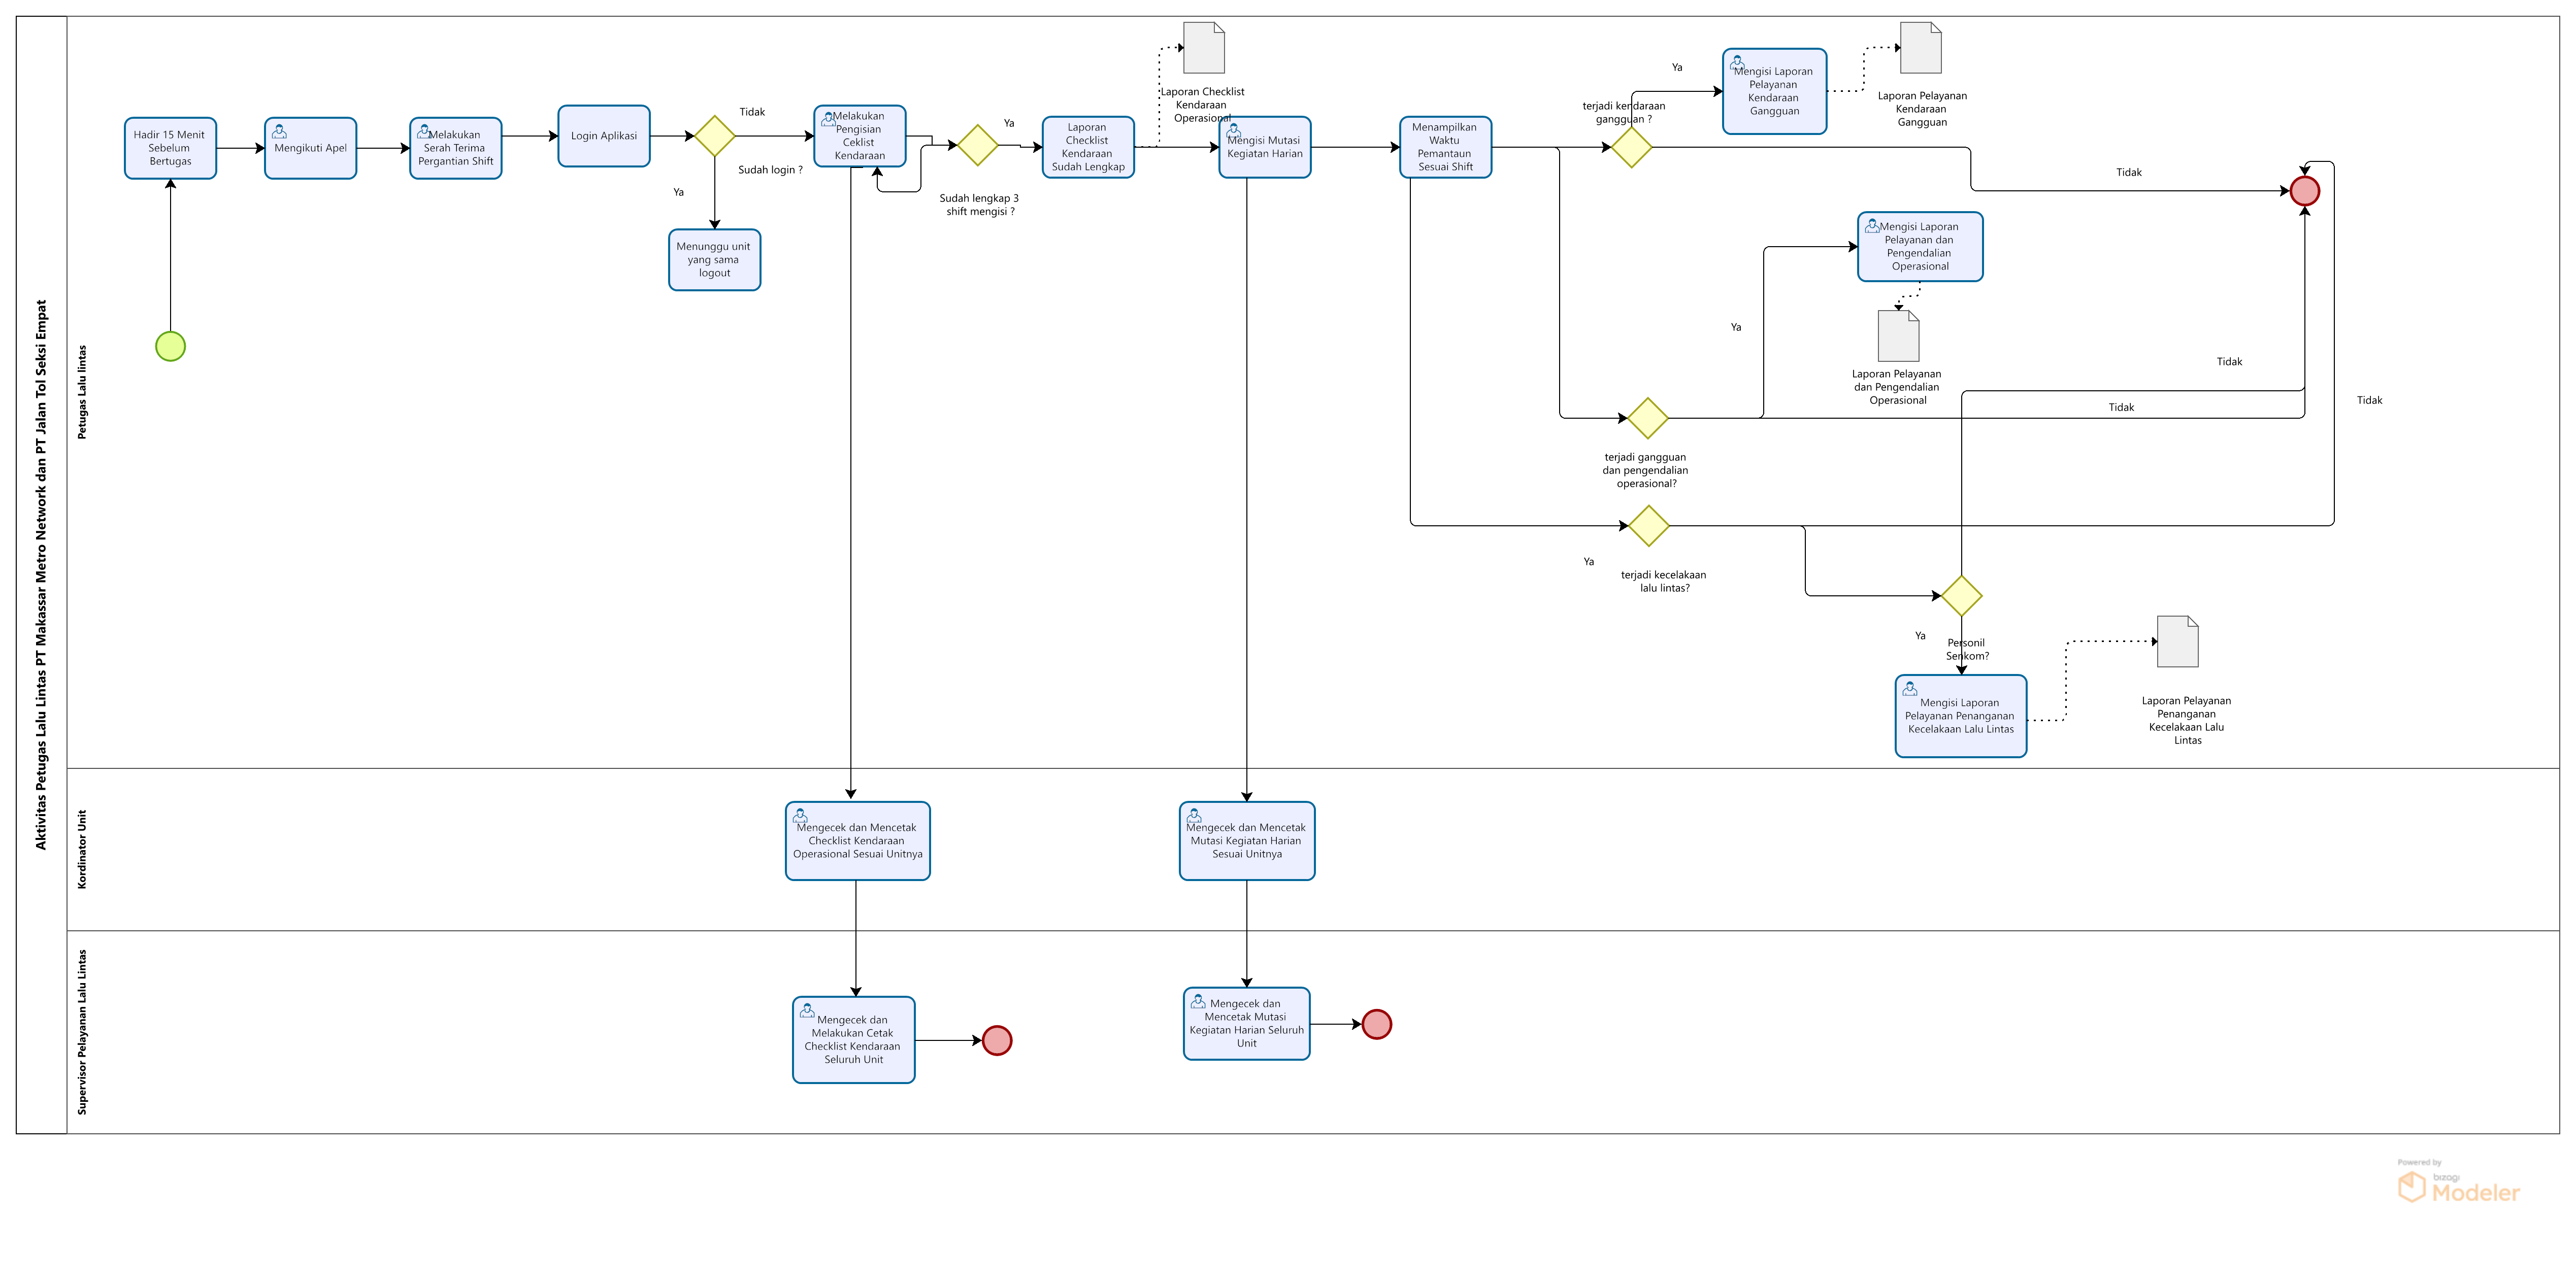 Aktivitas Petugas Lalu Lintas PT Makassar Metro Network dan PT Jalan Tol Seksi Empat
Petugas Lalu lintas
Hadir 15 Menit
Sebelum
Bertugas
Mengikuti Apel
Melakukan
Serah Terima
Pergantian Shift
Login Aplikasi
Tidak
Sudah login ?
Ya
Menunggu unit
yang sama
logout
Melakukan
Pengisian
Ceklist
Kendaraan
Ya
Sudah lengkap 3
shift mengisi ?
Laporan
Checklist
Kendaraan
Sudah Lengkap
Laporan Checklist
Kendaraan
Operasional
Mengisi Mutasi
Kegiatan Harian
Menampilkan
Waktu
Pemantaun
Sesuai Shift
terjadi kendaraan
gangguan ?
Ya
Mengisi Laporan
Pelayanan
Kendaraan
Gangguan
Laporan Pelayanan
Kendaraan
Gangguan
Tidak
Mengisi Laporan
Pelayanan dan
Pengendalian
Operasional
Ya
Laporan Pelayanan
dan Pengendalian
Operasional
Tidak
Tidak
Tidak
terjadi gangguan
dan pengendalian
operasional?
Ya
terjadi kecelakaan
lalu lintas?
Ya
Personil
Senkom?
Mengisi Laporan
Pelayanan Penanganan
Kecelakaan Lalu Lintas
Laporan Pelayanan
Penanganan
Kecelakaan Lalu
Lintas
Kordinator Unit
Mengecek dan Mencetak
Checklist Kendaraan
Operasional Sesuai Unitnya
Mengecek dan Mencetak
Mutasi Kegiatan Harian
Sesuai Unitnya
Supervisor Pelayanan Lalu Lintas
Mengecek dan
Melakukan Cetak
Checklist Kendaraan
Seluruh Unit
Mengecek dan
Mencetak Mutasi
Kegiatan Harian Seluruh
Unit
Powered by
bizagi
Modeler